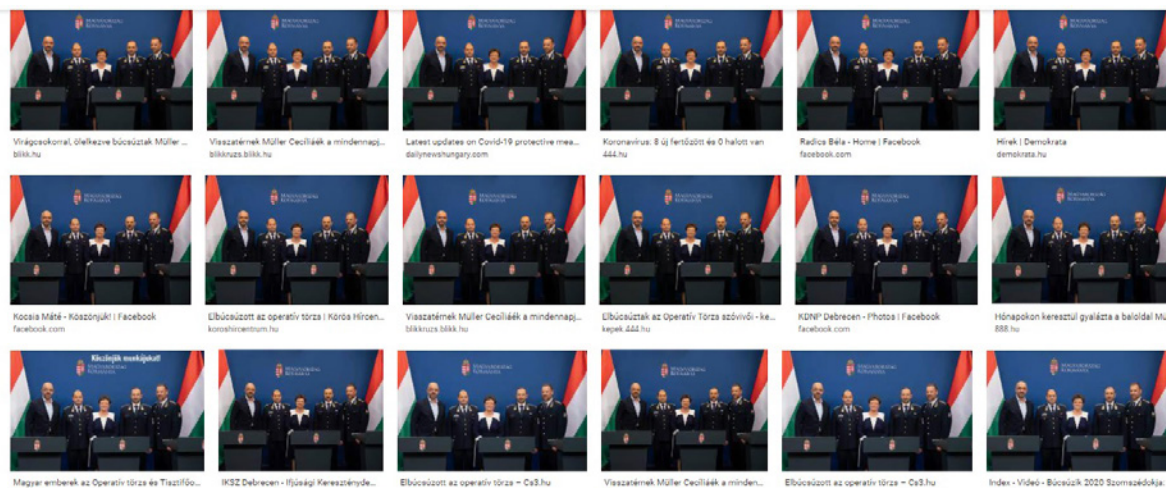 MAGYARORSZÁG KORMÁNYA
Virágcsokorral, ölelkezve búcsúztak Müller ...
blikk.hu
Visszatérnek Müller Cecíliáék a mindennapj...
blikkruzs.blikk.hu
Latest updates on Covid-19 protective mea...
dailynewshungary.com
Koronavírus: 8 új fertőzött és 0 halott van
444.hu
Radics Béla - Home | Facebook
facebook.com
Hírek | Demokrata
demokrata.hu
Kocsis Máté - Köszönjük! | Facebook
facebook.com
Elbúcsúzott az operatív törzs | Körös Hírcen...
koroshircentrum.hu
Visszatérnek Müller Cecíliáék a mindennapj...
blikkruzs.blikk.hu
Elbúcsúztak az Operatív Törzs szóvivői - ke...
kepek.444.hu
KDNP Debrecen - Photos | Facebook
facebook.com
Hónapokon keresztül gyalázta a baloldal Mü
888.hu
Köszönjük munkájukat!
Magyar emberek az Operatív törzs és Tisztifőo...
IKSZ Debrecen - Ifjúsági Kereszténydе...
Elbúcsúzott az operatív törzs – Cs3.hu
Visszatérnek Müller Cecíliáék a minden...
Elbúcsúzott az operatív törzs – Cs3.hu
Index - Videó - Búcsúzik 2020 Szomszédokja